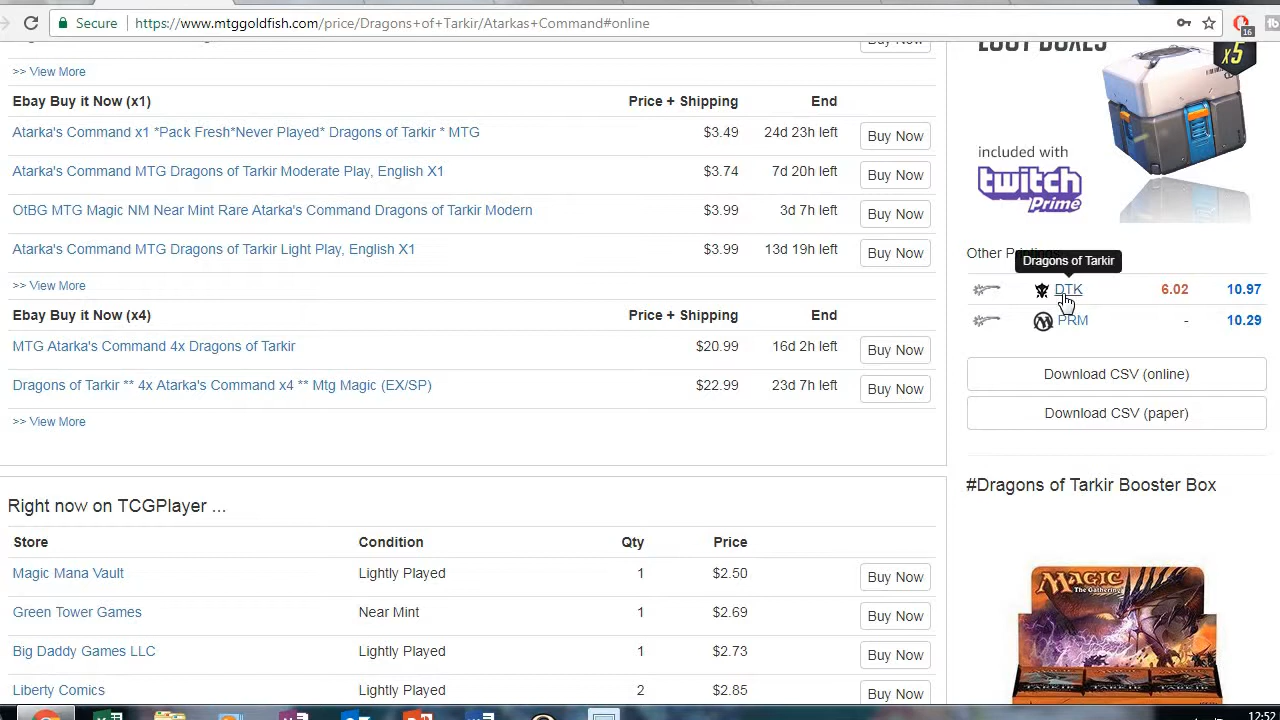 Secure
https://www.mtggoldfish.com/price/Dragons+of+Tarkir/Atarkas+Command#online
16
Buy Now
>> View More
Ebay Buy it Now (x1) Price + Shipping End
Atarka's Command x1 *Pack Fresh*Never Played* Dragons of Tarkir * MTG $3.49 24d 23h left Buy Now
Atarka's Command MTG Dragons of Tarkir Moderate Play, English X1 $3.74 7d 20h left Buy Now
OtBG MTG Magic NM Near Mint Rare Atarka's CommandDragons of Tarkir Modern $3.99 3d 7h left Buy Now
Atarka's Command MTG Dragons of Tarkir Light Play, English X1 $3.99 13d 19h left Buy Now
>> View More
Ebay Buy it Now (x4) Price + Shipping End
MTG Atarka's Command 4x Dragons of Tarkir $20.99 16d 2h left Buy Now
Dragons of Tarkir ** 4x Atarka's Command x4 ** Mtg Magic (EX/SP) $22.99 23d 7h left Buy Now
>> View More
Right now on TCGPlayer ...
Store Condition Qty Price
Magic Mana Vault Lightly Played 1 $2.50 Buy Now
Green Tower Games Near Mint 1 $2.69 Buy Now
Big Daddy Games LLC Lightly Played 1 $2.73 Buy Now
Liberty Comics Lightly Played 2 $2.85 Buy Now
LOOT BOXES
x5
included with
twitch
Prime
Other
Dragons of Tarkir
DTK 6.02 10.97
PRM - 10.29
Download CSV (online)
Download CSV (paper)
#Dragons of Tarkir Booster Box
MAGIC
The Gathering
TARKIR
12:52